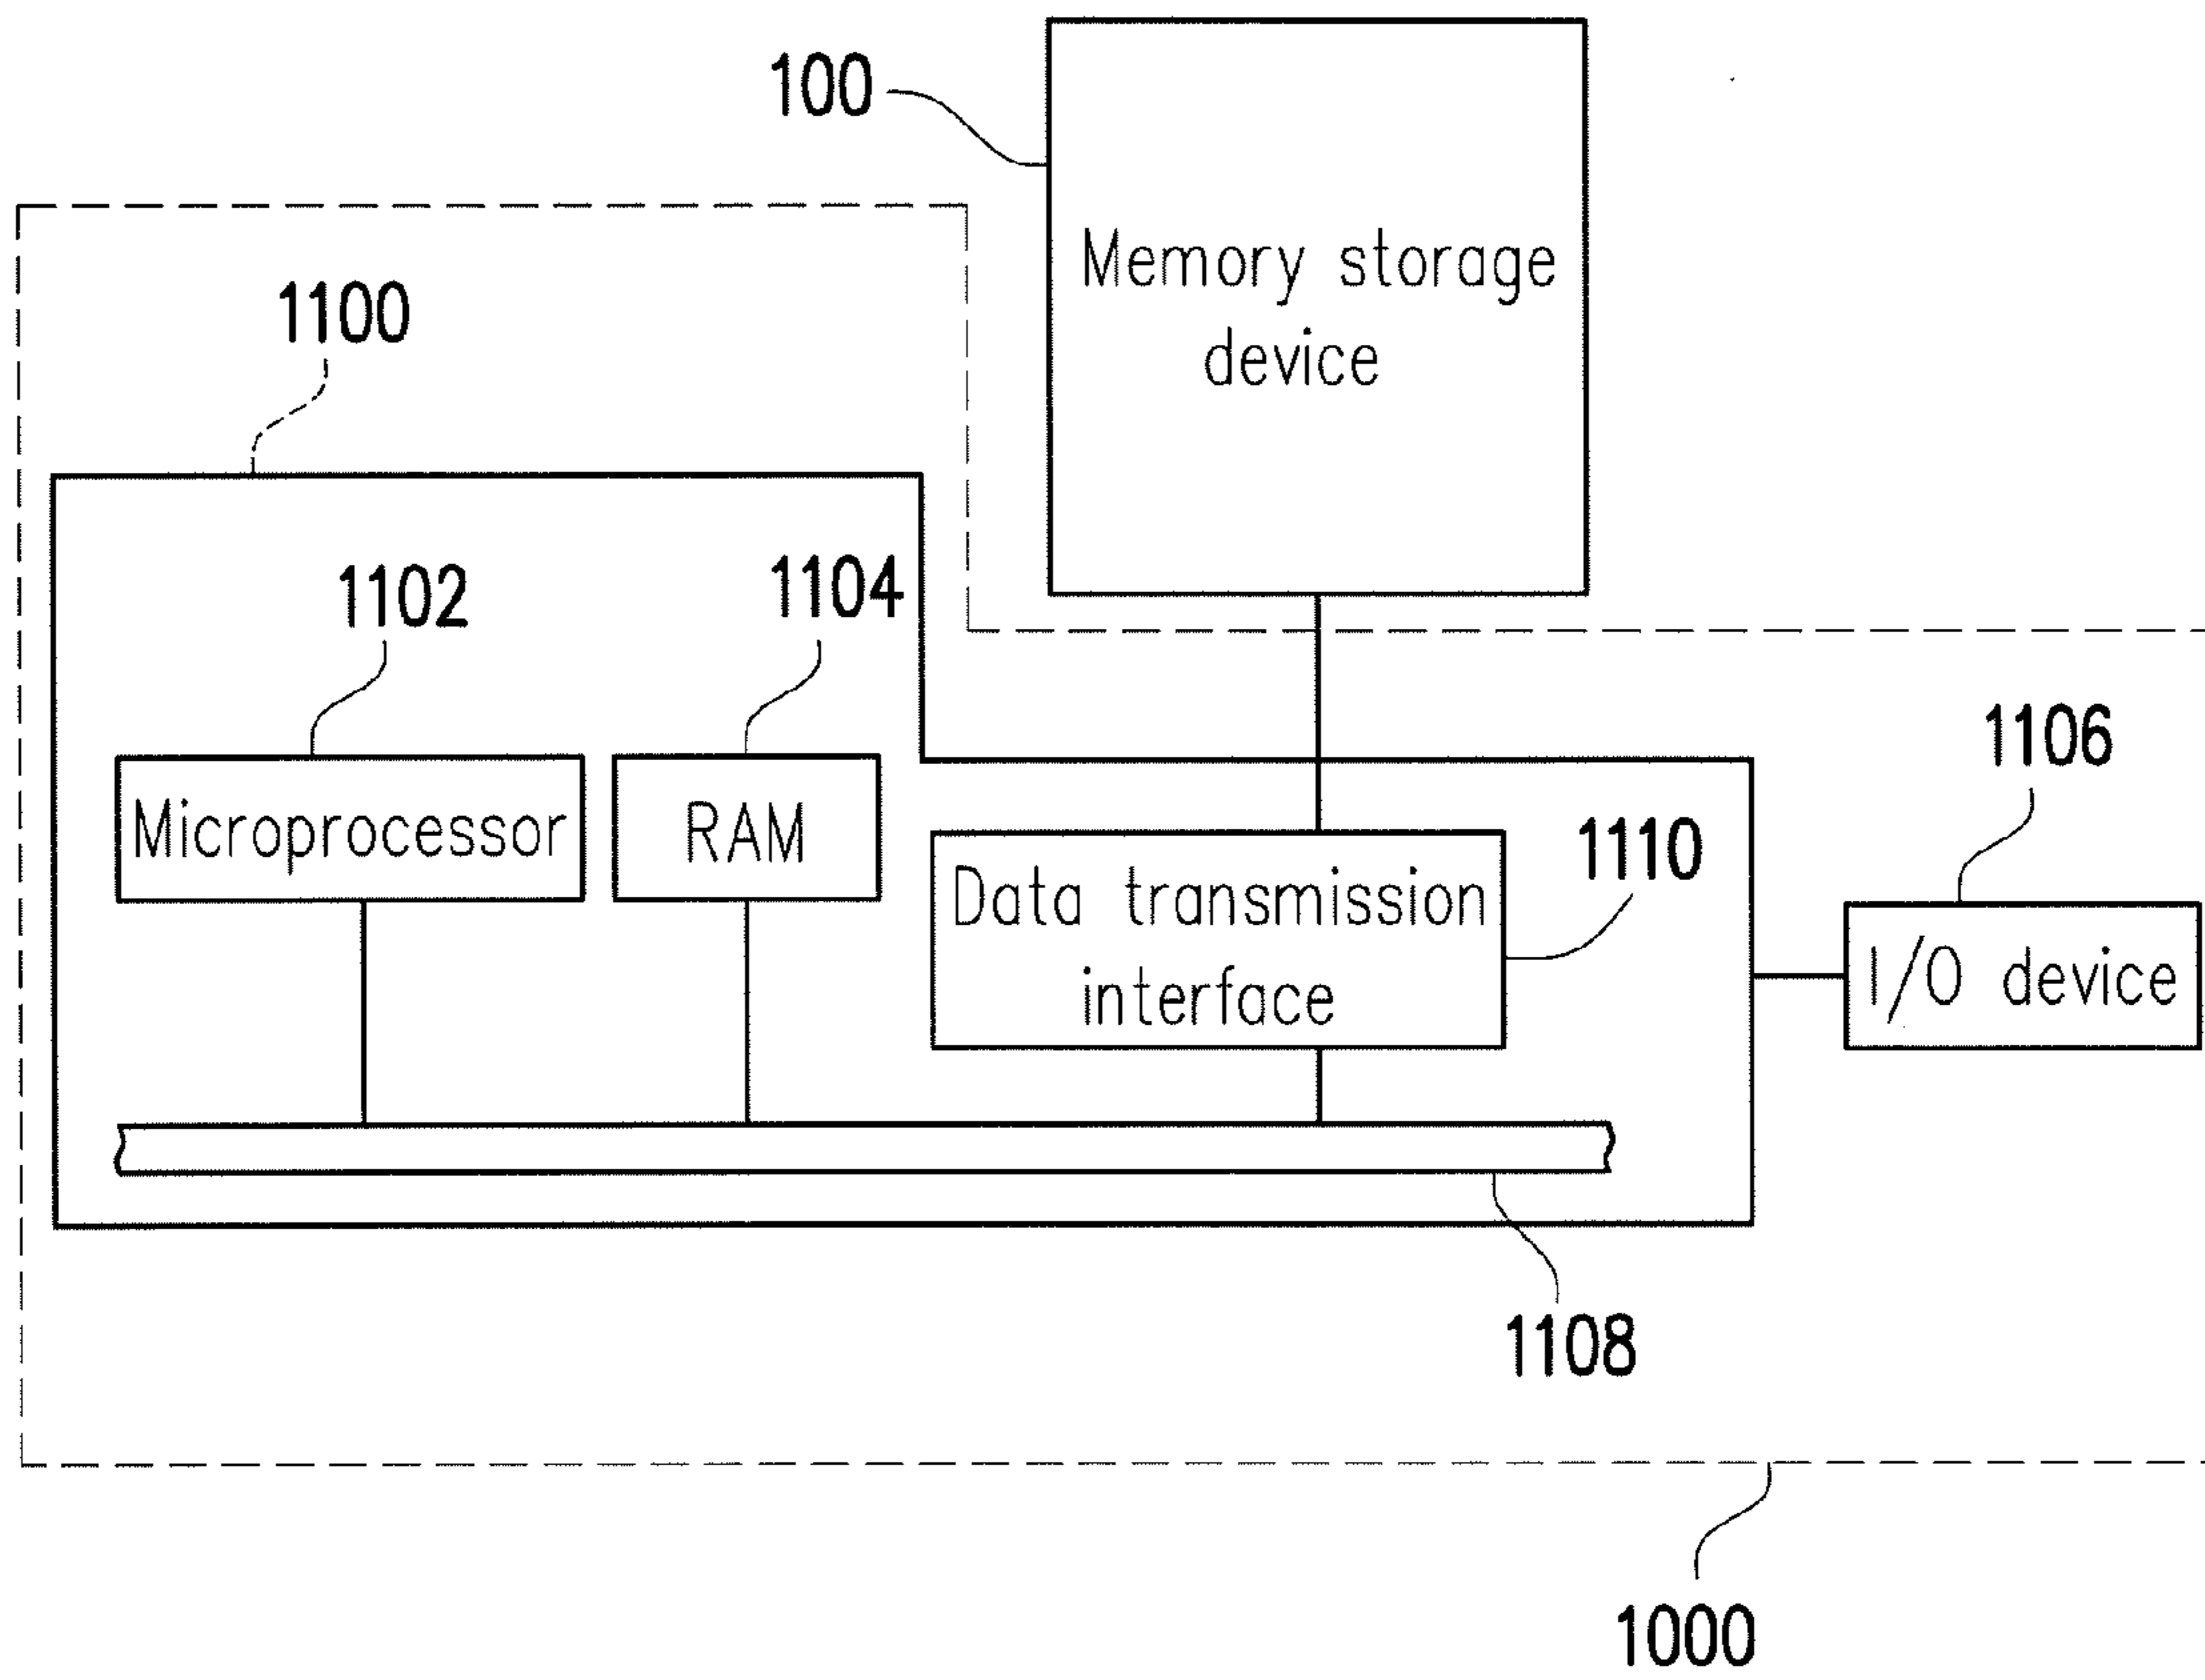 100
Memory storage
device
1100
1102
1104
1106
Microprocessor
RAM
1110
Data transmission
interface
I/O device
1108
1000